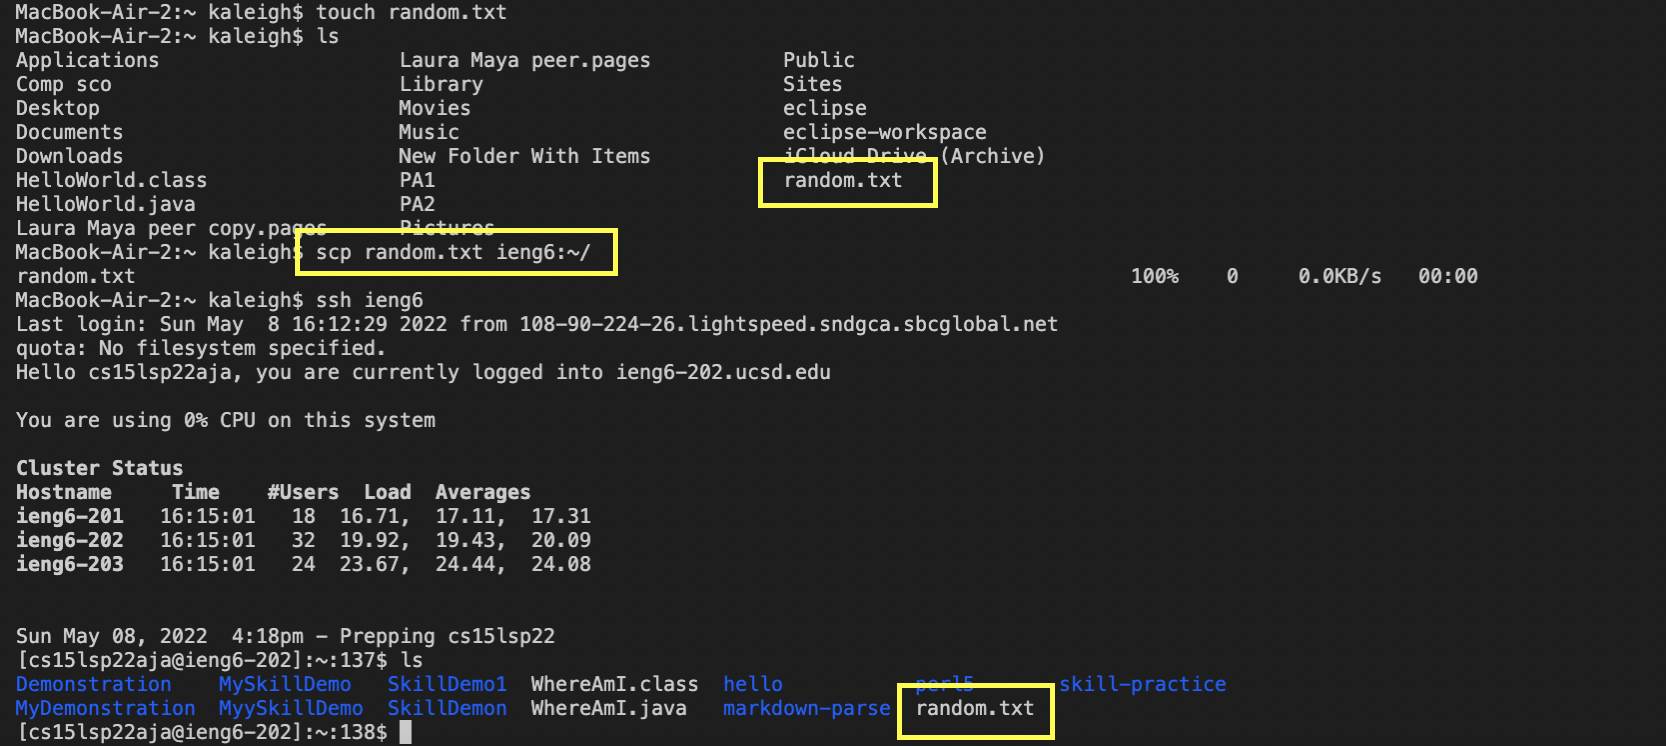 MacBook-Air-2:~ kaleigh$ touch random.txt
MacBook-Air-2:~ kaleigh$ ls
Applications Laura Maya peer.pages Public
Comp sco Library Sites
Desktop Movies eclipse
Documents Music eclipse-workspace
Downloads New Folder With Items iCloud Drive (Archive)
HelloWorld.class PA1 random.txt
HelloWorld.java PA2
Laura Maya peer copy.pages Pictures
MacBook-Air-2:~ kaleigh$ scp random.txt ieng6:~/
random.txt 100% 0 0.0KB/s 00:00
MacBook-Air-2:~ kaleigh$ ssh ieng6
Last login: Sun May  8 16:12:29 2022 from 108-90-224-26.lightspeed.sndgca.sbcglobal.net
quota: No filesystem specified.
Hello cs15lsp22aja, you are currently logged into ieng6-202.ucsd.edu
You are using 0% CPU on this system
Cluster Status
Hostname Time #Users Load Averages
ieng6-201 16:15:01 18 16.71, 17.11, 17.31
ieng6-202 16:15:01 32 19.92, 19.43, 20.09
ieng6-203 16:15:01 24 23.67, 24.44, 24.08
Sun May 08, 2022  4:18pm - Prepping cs15lsp22
[cs15lsp22aja@ieng6-202]:~:137$ ls
Demonstration MySkillDemo SkillDemo1 WhereAmI.class hello perl5 skill-practice
MyDemonstration MyySkillDemo SkillDemon WhereAmI.java markdown-parse random.txt
[cs15lsp22aja@ieng6-202]:~:138$